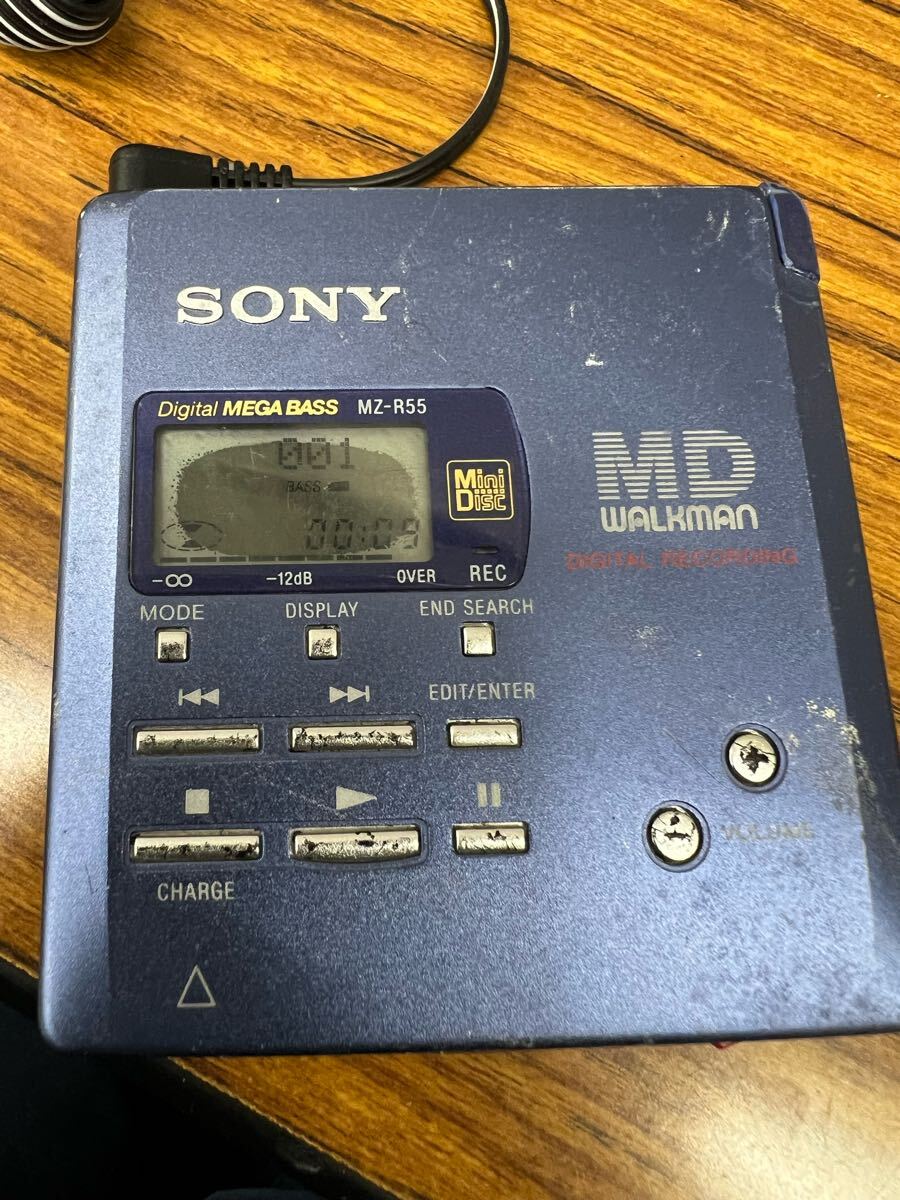 SONY
Digital MEGA BASS MZ-R55
001
BASS
00:09
Mini
Disc
-∞ -12dB OVER REC
MD
WALKMAN
DIGITAL RECORDING
MODE DISPLAY END SEARCH
EDIT/ENTER
VOLUME
CHARGE